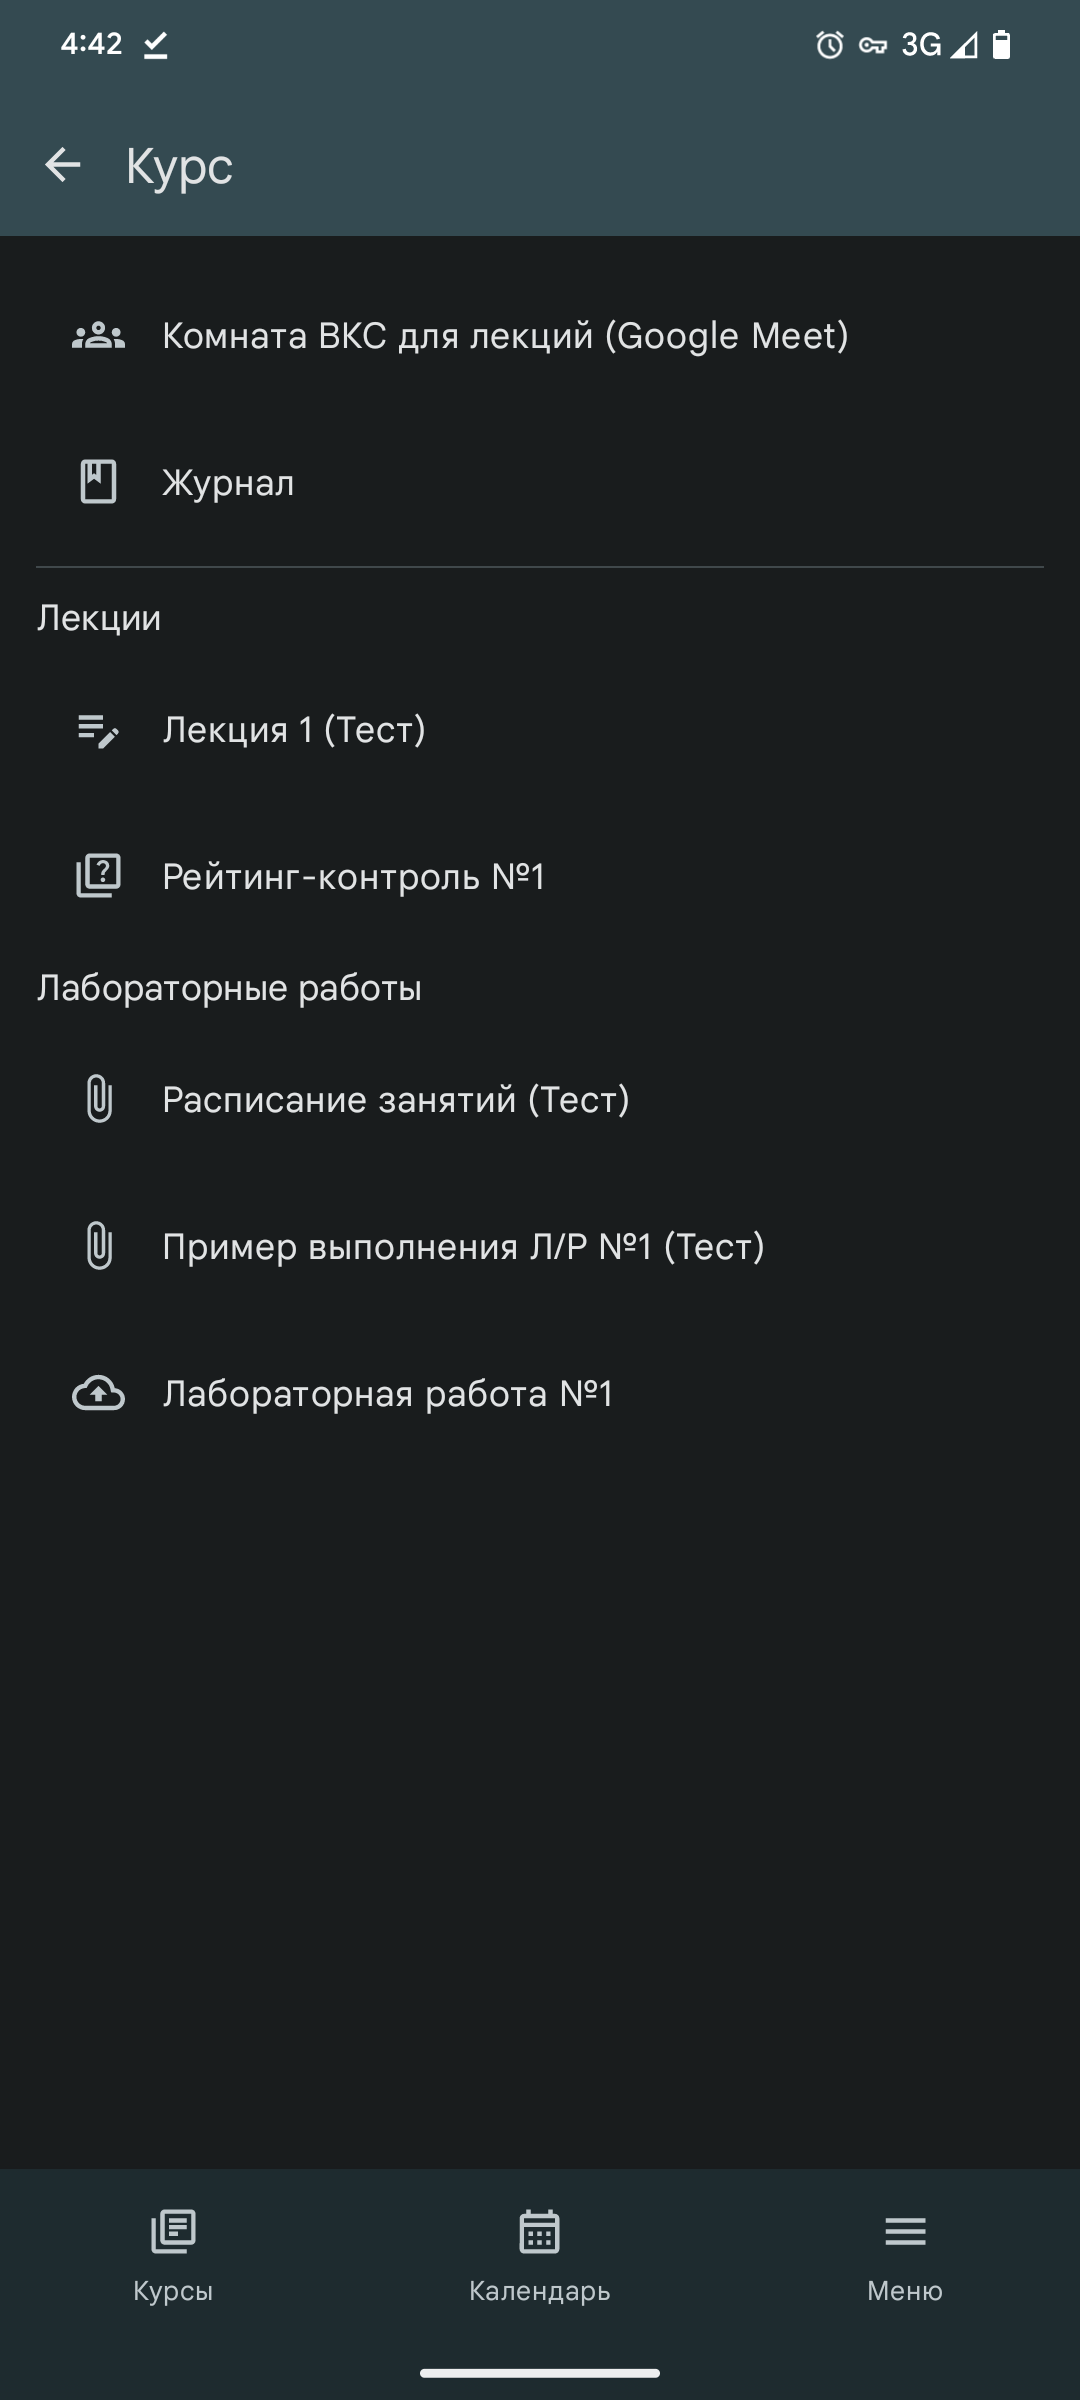 4:42 3G
Курс
Комната ВКС для лекций (Google Meet)
Журнал
Лекции
Лекция 1 (Тест)
Рейтинг-контроль №1
Лабораторные работы
Расписание занятий (Тест)
Пример выполнения Л/Р №1 (Тест)
Лабораторная работа №1
Курсы Календарь Меню